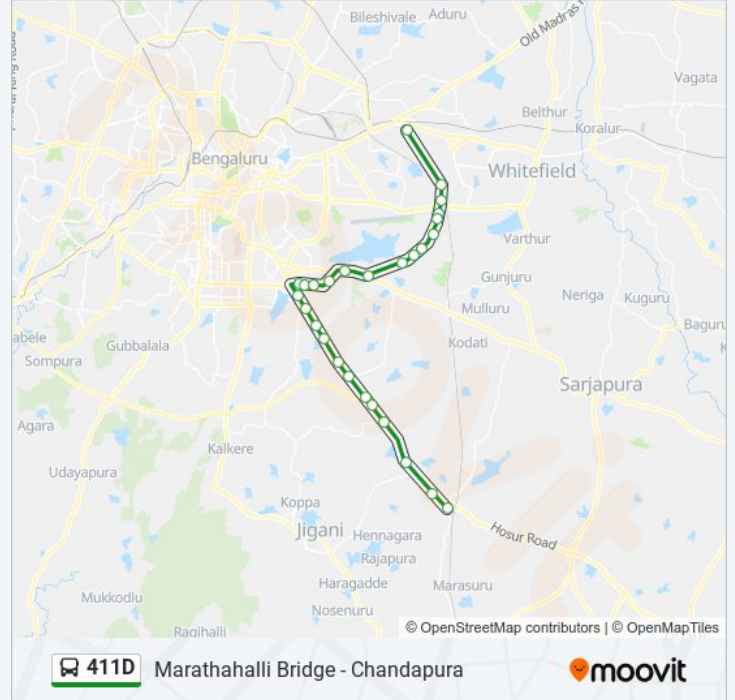 Bileshivale
Aduru
Old Madras
Vagata
Belthur
Koralur
Bengaluru
Whitefield
Varthur
Gunjuru
Neriga
Kuguru
Mulluru
Baguru
abele
Gubbalala
Kodati
Sompura
Sarjapura
Agara
Kalkere
Udayapura
Koppa
Jigani
Hennagara
Hosur Road
Rajapura
Haragadde
Marasuru
Mukkodlu
Nosenuru
Ragihalli
© OpenStreetMap contributors | © OpenMapTiles
411D Marathahalli Bridge - Chandapura
moovit